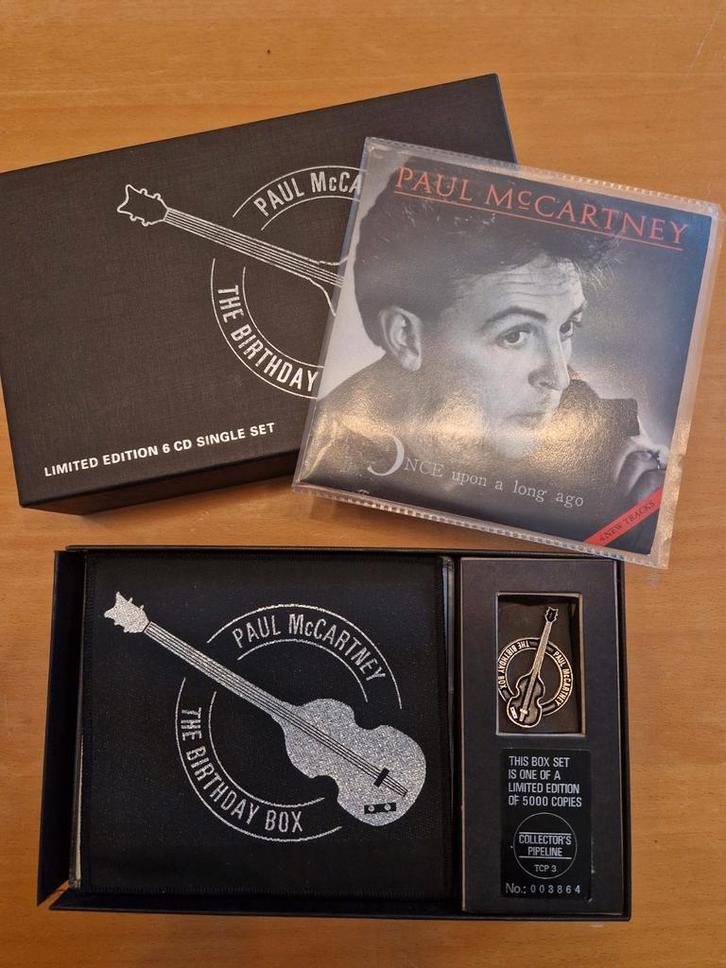 PAUL McCA
THE BIRTHDAY
LIMITED EDITION 6 CD SINGLE SET
PAUL McCARTNEY
ONCE upon a long ago
4 NEW TRACKS
PAUL McCARTNEY
THE BIRTHDAY BOX
PAUL McCARTNEY
THE BIRTHDAY BOX
THIS BOX SET
IS ONE OF A
LIMITED EDITION
OF 5000 COPIES
COLLECTOR'S
PIPELINE
TCP 3
No.: 003864